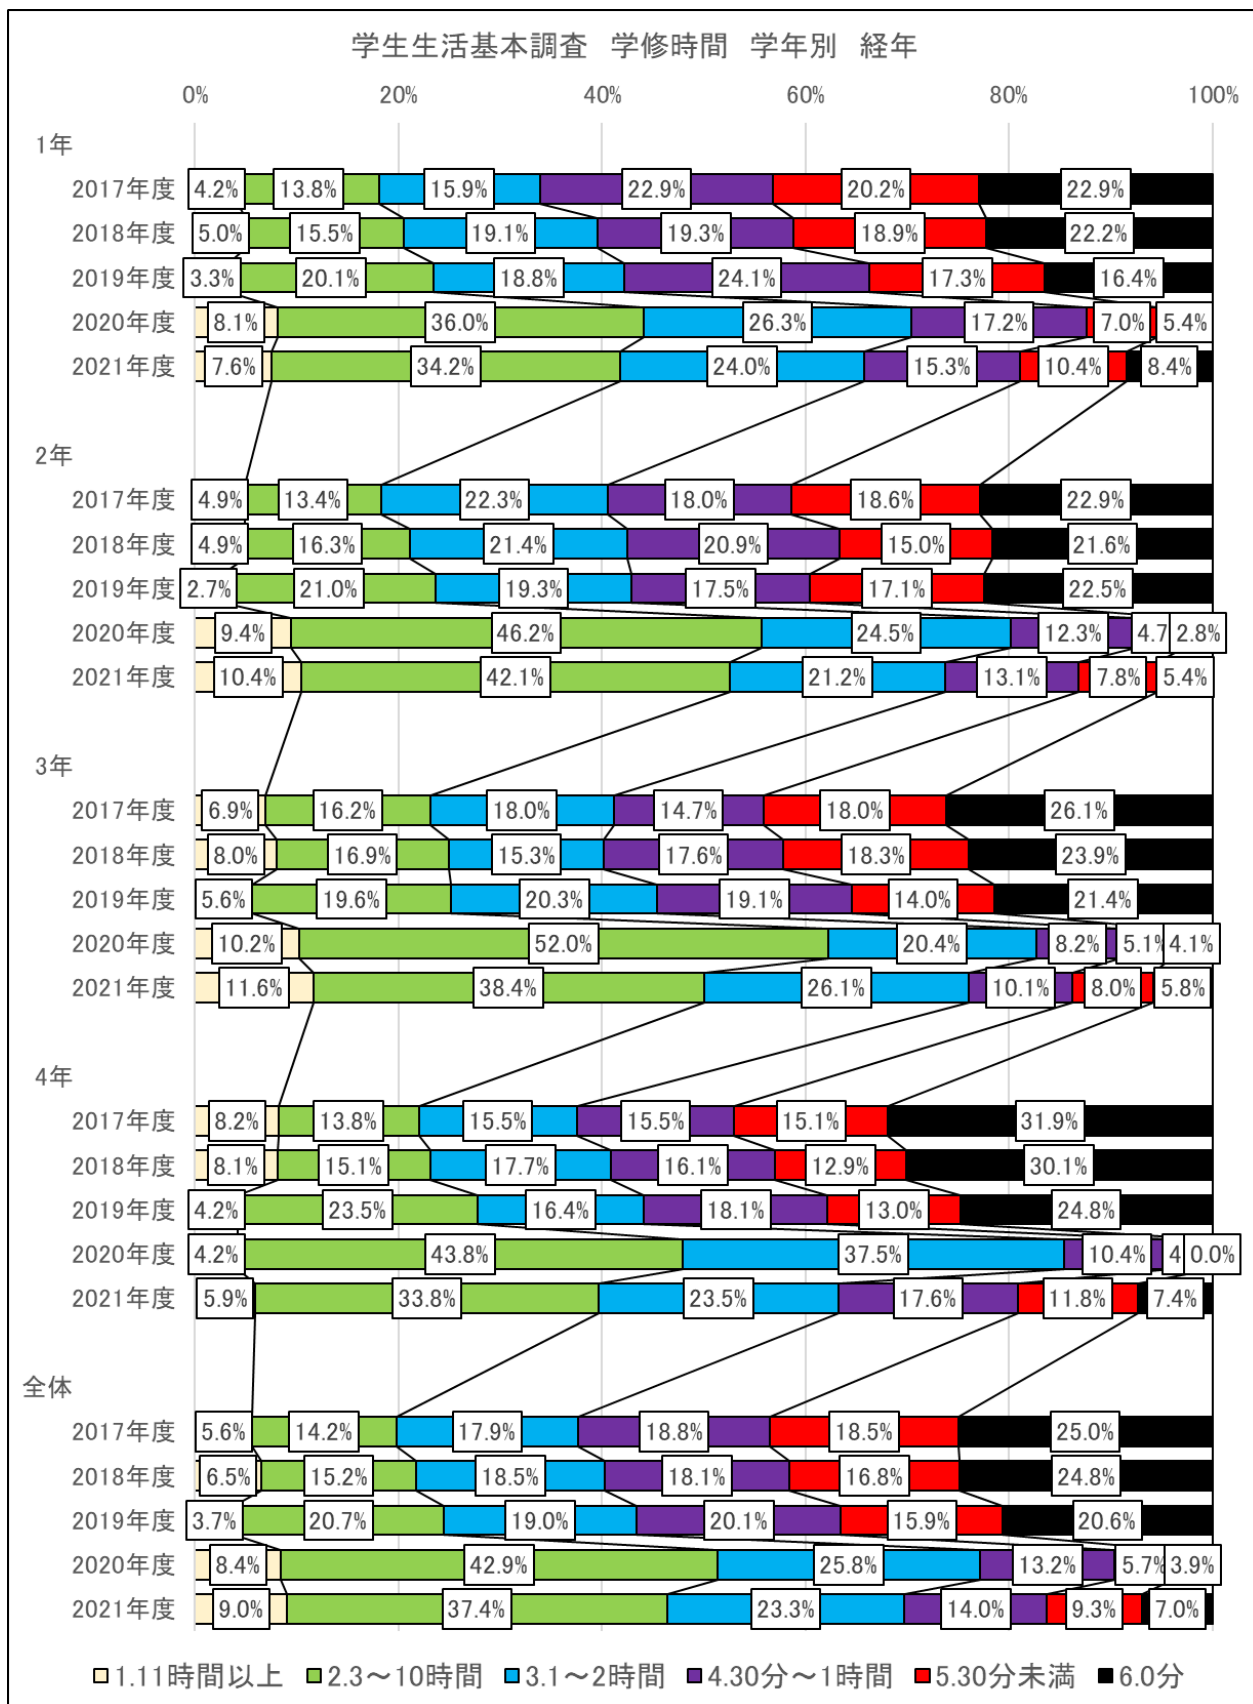 学生生活基本調査 学修時間 学年別 経年
0% 20% 40% 60% 80% 100%
1年
2017年度 4.2% 13.8% 15.9% 22.9% 20.2% 22.9%
2018年度 5.0% 15.5% 19.1% 19.3% 18.9% 22.2%
2019年度 3.3% 20.1% 18.8% 24.1% 17.3% 16.4%
2020年度 8.1% 36.0% 26.3% 17.2% 7.0% 5.4%
2021年度 7.6% 34.2% 24.0% 15.3% 10.4% 8.4%
2年
2017年度 4.9% 13.4% 22.3% 18.0% 18.6% 22.9%
2018年度 4.9% 16.3% 21.4% 20.9% 15.0% 21.6%
2019年度 2.7% 21.0% 19.3% 17.5% 17.1% 22.5%
2020年度 9.4% 46.2% 24.5% 12.3% 4.7 2.8%
2021年度 10.4% 42.1% 21.2% 13.1% 7.8% 5.4%
3年
2017年度 6.9% 16.2% 18.0% 14.7% 18.0% 26.1%
2018年度 8.0% 16.9% 15.3% 17.6% 18.3% 23.9%
2019年度 5.6% 19.6% 20.3% 19.1% 14.0% 21.4%
2020年度 10.2% 52.0% 20.4% 8.2% 5.1% 4.1%
2021年度 11.6% 38.4% 26.1% 10.1% 8.0% 5.8%
4年
2017年度 8.2% 13.8% 15.5% 15.5% 15.1% 31.9%
2018年度 8.1% 15.1% 17.7% 16.1% 12.9% 30.1%
2019年度 4.2% 23.5% 16.4% 18.1% 13.0% 24.8%
2020年度 4.2% 43.8% 37.5% 10.4% 4 0.0%
2021年度 5.9% 33.8% 23.5% 17.6% 11.8% 7.4%
全体
2017年度 5.6% 14.2% 17.9% 18.8% 18.5% 25.0%
2018年度 6.5% 15.2% 18.5% 18.1% 16.8% 24.8%
2019年度 3.7% 20.7% 19.0% 20.1% 15.9% 20.6%
2020年度 8.4% 42.9% 25.8% 13.2% 5.7% 3.9%
2021年度 9.0% 37.4% 23.3% 14.0% 9.3% 7.0%
1.11時間以上 2.3～10時間 3.1～2時間 4.30分～1時間 5.30分未満 6.0分